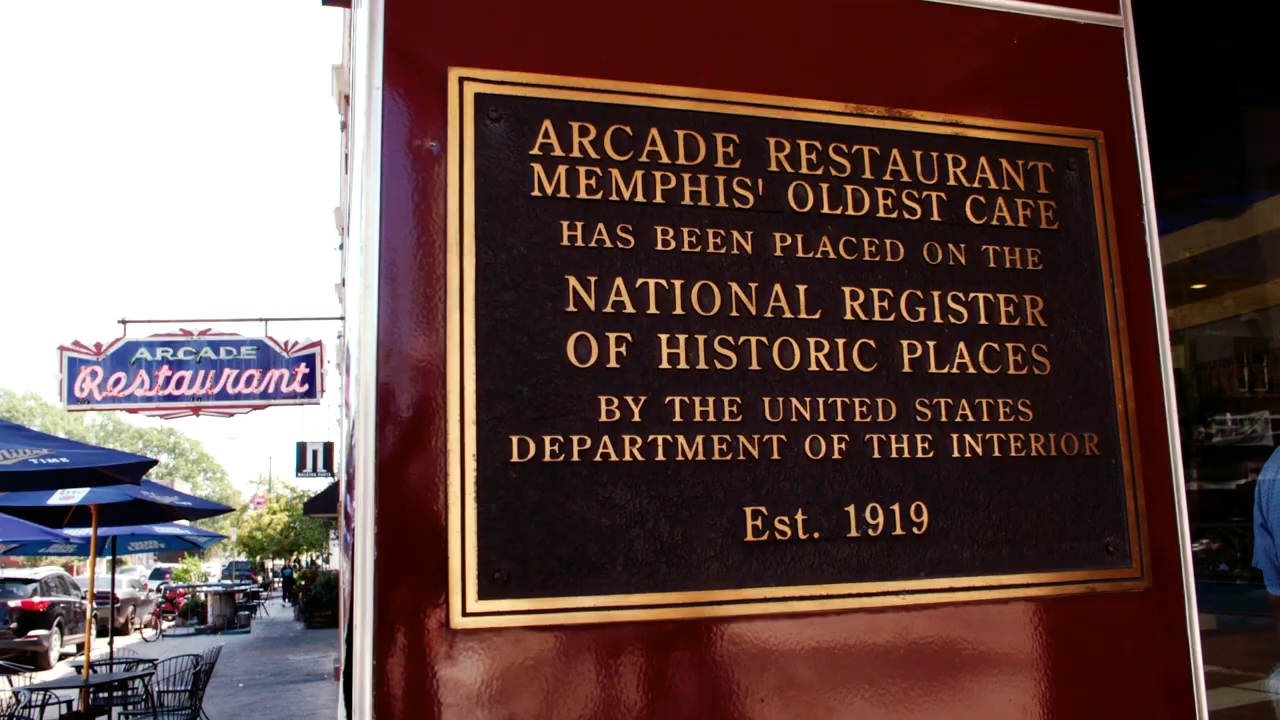 ARCADE RESTAURANT
MEMPHIS' OLDEST CAFE
HAS BEEN PLACED ON THE
NATIONAL REGISTER
OF HISTORIC PLACES
BY THE UNITED STATES
DEPARTMENT OF THE INTERIOR
Est. 1919
ARCADE
Restaurant
TIME